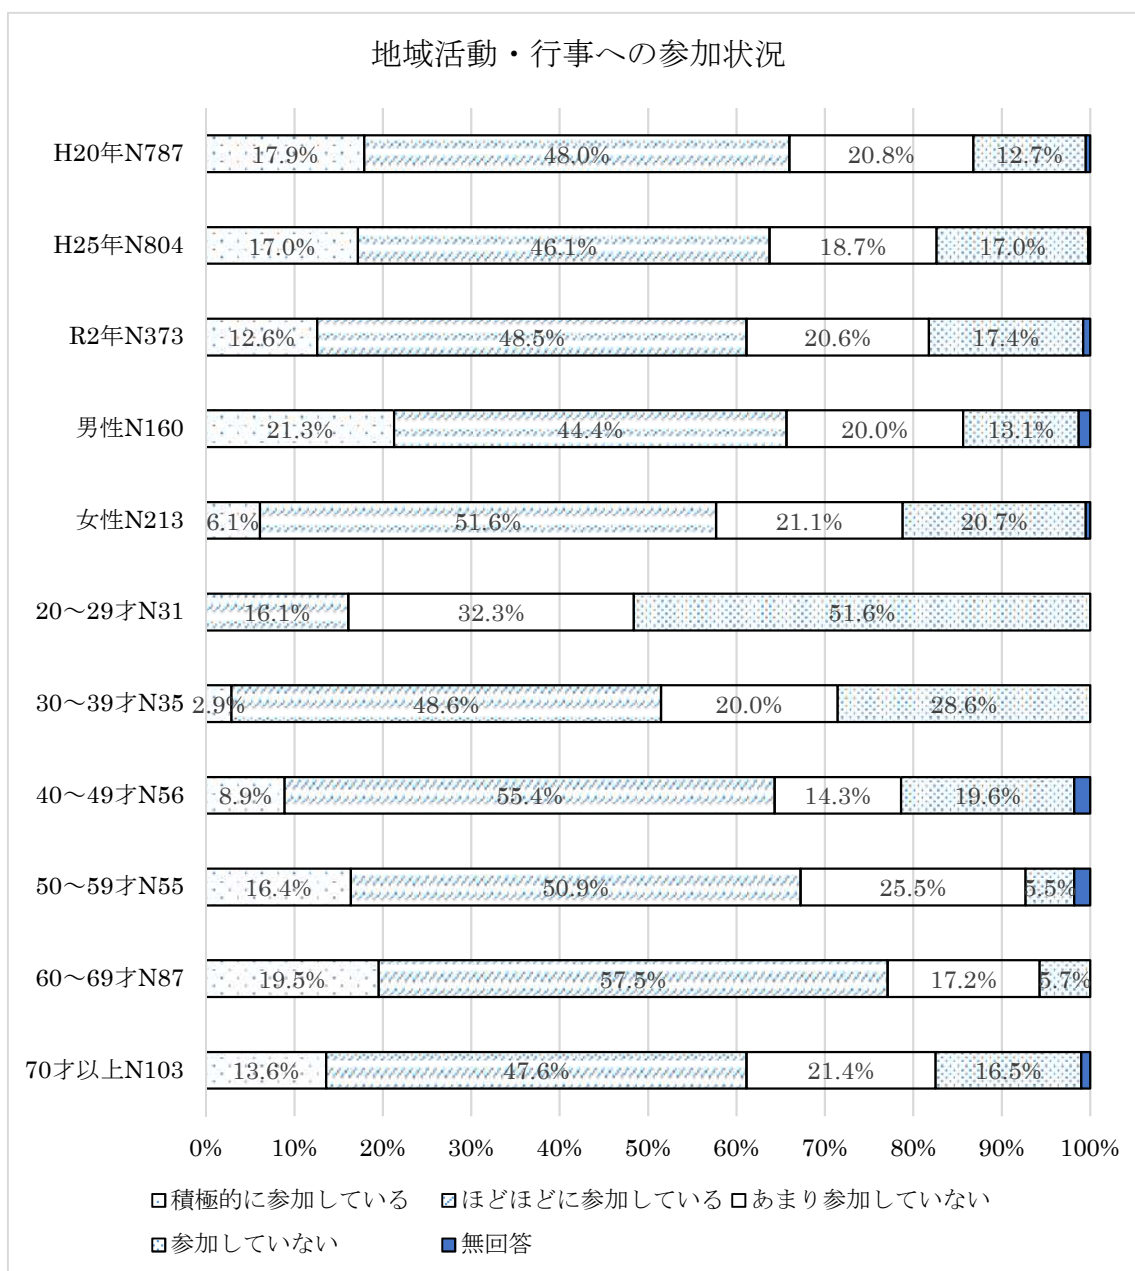 地域活動・行事への参加状況
H20年N787 17.9% 48.0% 20.8% 12.7%
H25年N804 17.0% 46.1% 18.7% 17.0%
R2年N373 12.6% 48.5% 20.6% 17.4%
男性N160 21.3% 44.4% 20.0% 13.1%
女性N213 6.1% 51.6% 21.1% 20.7%
20～29才N31 16.1% 32.3% 51.6%
30～39才N35 2.9% 48.6% 20.0% 28.6%
40～49才N56 8.9% 55.4% 14.3% 19.6%
50～59才N55 16.4% 50.9% 25.5% 5.5%
60～69才N87 19.5% 57.5% 17.2% 5.7%
70才以上N103 13.6% 47.6% 21.4% 16.5%
0% 10% 20% 30% 40% 50% 60% 70% 80% 90% 100%
積極的に参加している ほどほどに参加している あまり参加していない
参加していない 無回答